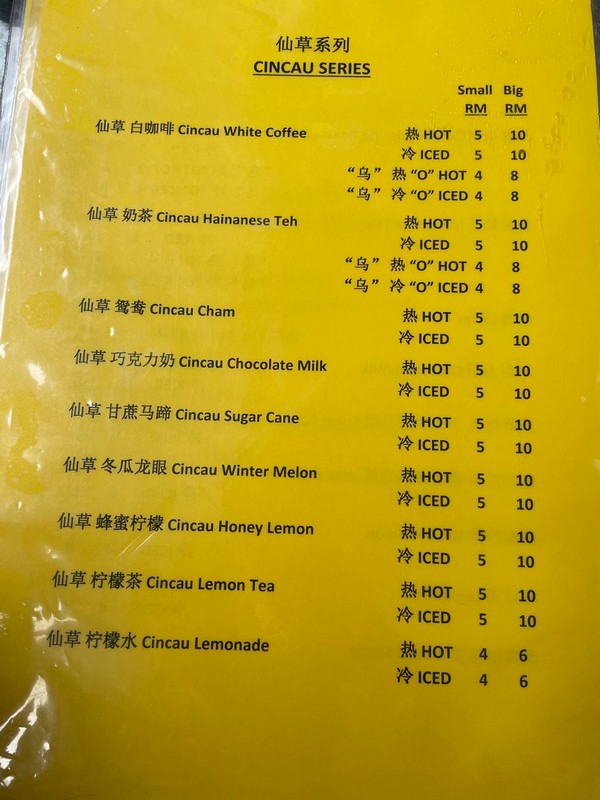 仙草系列
CINCAU SERIES
Small Big
RM RM
仙草 白咖啡 Cincau White Coffee 热 HOT 5 10
冷 ICED 5 10
“乌” 热 “O” HOT 4 8
“乌” 冷 “O” ICED 4 8
仙草 奶茶 Cincau Hainanese Teh 热 HOT 5 10
冷 ICED 5 10
“乌” 热 “O” HOT 4 8
“乌” 冷 “O” ICED 4 8
仙草 鸳鸯 Cincau Cham 热 HOT 5 10
冷 ICED 5 10
仙草 巧克力奶 Cincau Chocolate Milk 热 HOT 5 10
冷 ICED 5 10
仙草 甘蔗马蹄 Cincau Sugar Cane 热 HOT 5 10
冷 ICED 5 10
仙草 冬瓜龙眼 Cincau Winter Melon 热 HOT 5 10
冷 ICED 5 10
仙草 蜂蜜柠檬 Cincau Honey Lemon 热 HOT 5 10
冷 ICED 5 10
仙草 柠檬茶 Cincau Lemon Tea 热 HOT 5 10
冷 ICED 5 10
仙草 柠檬水 Cincau Lemonade 热 HOT 4 6
冷 ICED 4 6